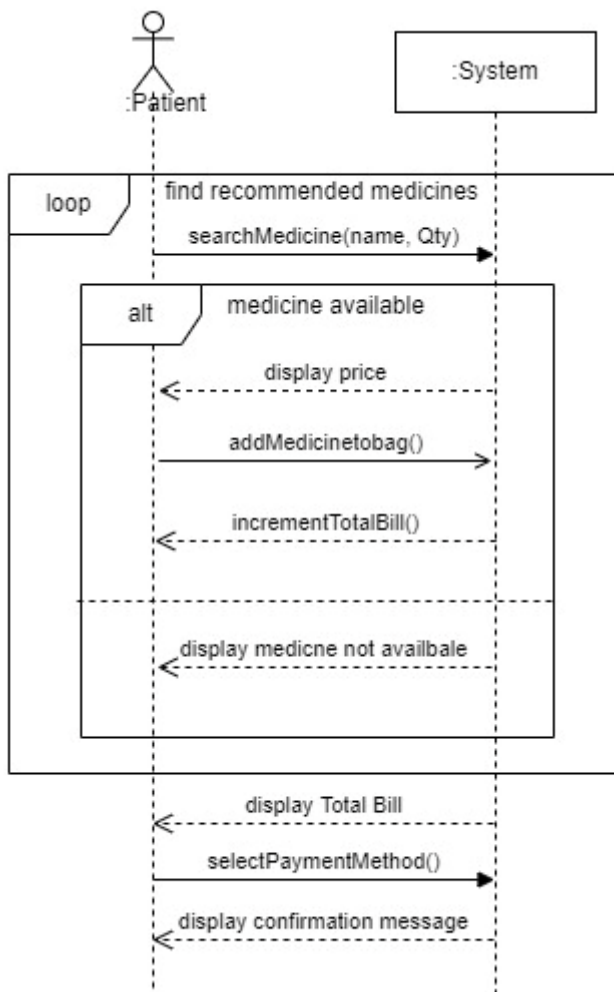 :Patient
:System
loop
find recommended medicines
searchMedicine(name, Qty)
alt
medicine available
display price
addMedicinetobag()
incrementTotalBill()
display medicne not availbale
display Total Bill
selectPaymentMethod()
display confirmation message